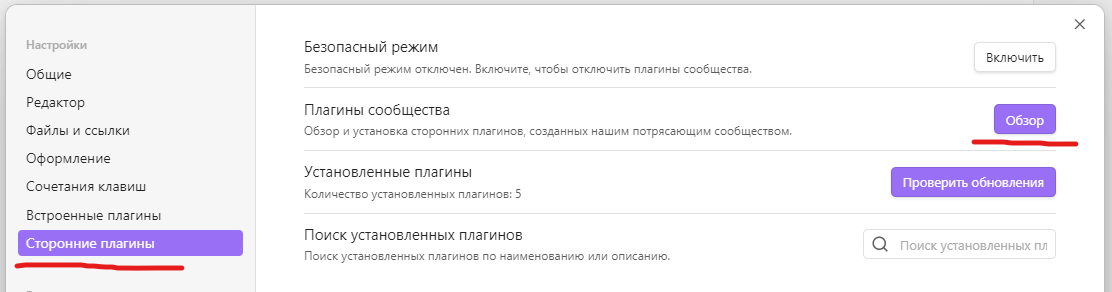 Настройки
Общие
Редактор
Файлы и ссылки
Оформление
Сочетания клавиш
Встроенные плагины
Сторонние плагины
Безопасный режим
Безопасный режим отключен. Включите, чтобы отключить плагины сообщества.
Включить
Плагины сообщества
Обзор и установка сторонних плагинов, созданных нашим потрясающим сообществом.
Обзор
Установленные плагины
Количество установленных плагинов: 5
Проверить обновления
Поиск установленных плагинов
Поиск установленных плагинов по наименованию или описанию.
Поиск установленных пл